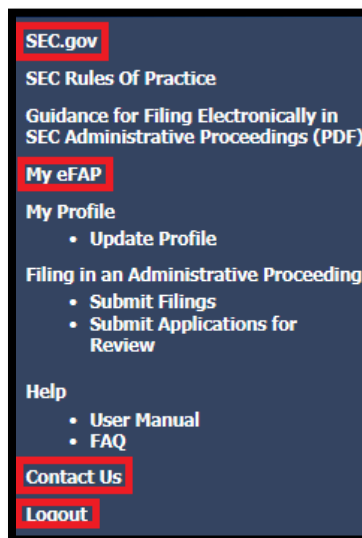 SEC.gov
SEC Rules Of Practice
Guidance for Filing Electronically in
SEC Administrative Proceedings (PDF)
My eFAP
My Profile
• Update Profile
Filing in an Administrative Proceeding
• Submit Filings
• Submit Applications for
Review
Help
• User Manual
• FAQ
Contact Us
Logout